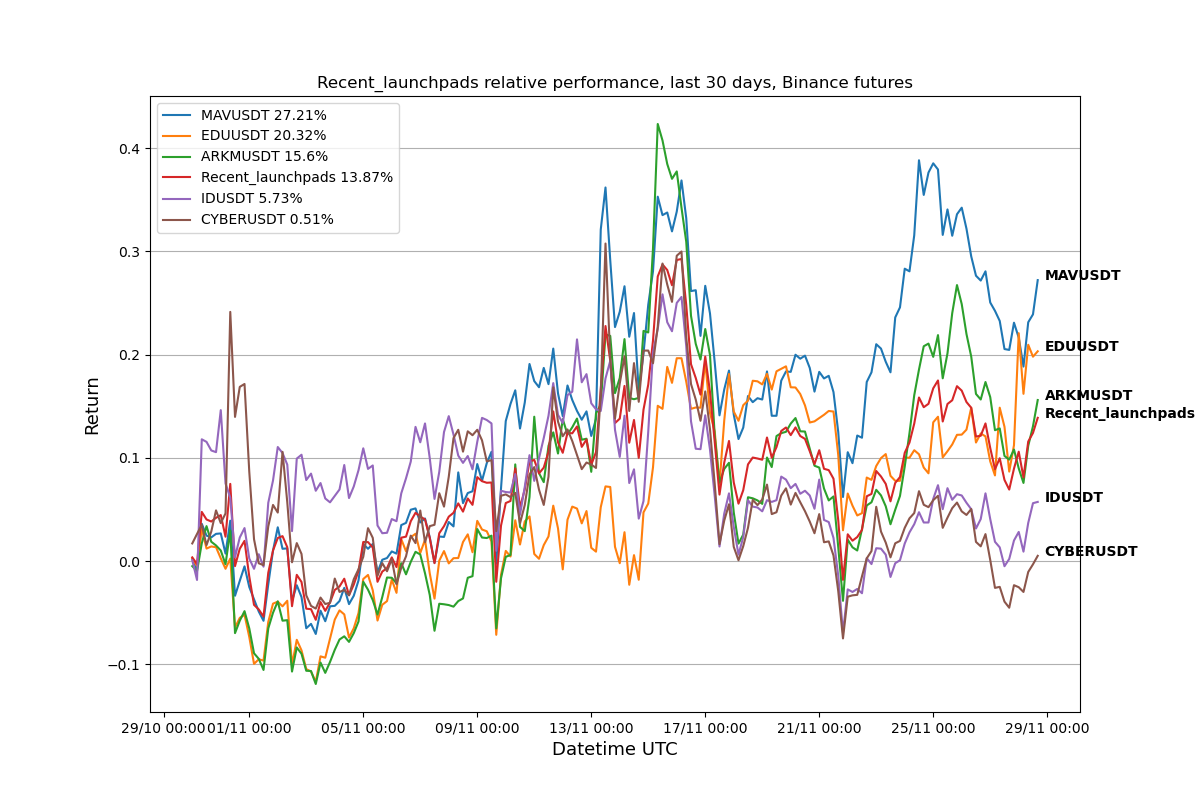 Recent_launchpads relative performance, last 30 days, Binance futures
MAVUSDT 27.21%
EDUUSDT 20.32%
ARKMUSDT 15.6%
Recent_launchpads 13.87%
IDUSDT 5.73%
CYBERUSDT 0.51%
Return
0.4
0.3
0.2
0.1
0.0
−0.1
MAVUSDT
EDUUSDT
ARKMUSDT
Recent_launchpads
IDUSDT
CYBERUSDT
29/10 00:00 01/11 00:00 05/11 00:00 09/11 00:00 13/11 00:00 17/11 00:00 21/11 00:00 25/11 00:00 29/11 00:00
Datetime UTC